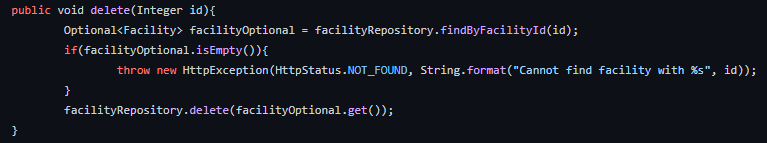 public void delete(Integer id){
        Optional<Facility> facilityOptional = facilityRepository.findByFacilityId(id);
        if(facilityOptional.isEmpty()){
                throw new HttpException(HttpStatus.NOT_FOUND, String.format("Cannot find facility with %s", id));
        }
        facilityRepository.delete(facilityOptional.get());
}